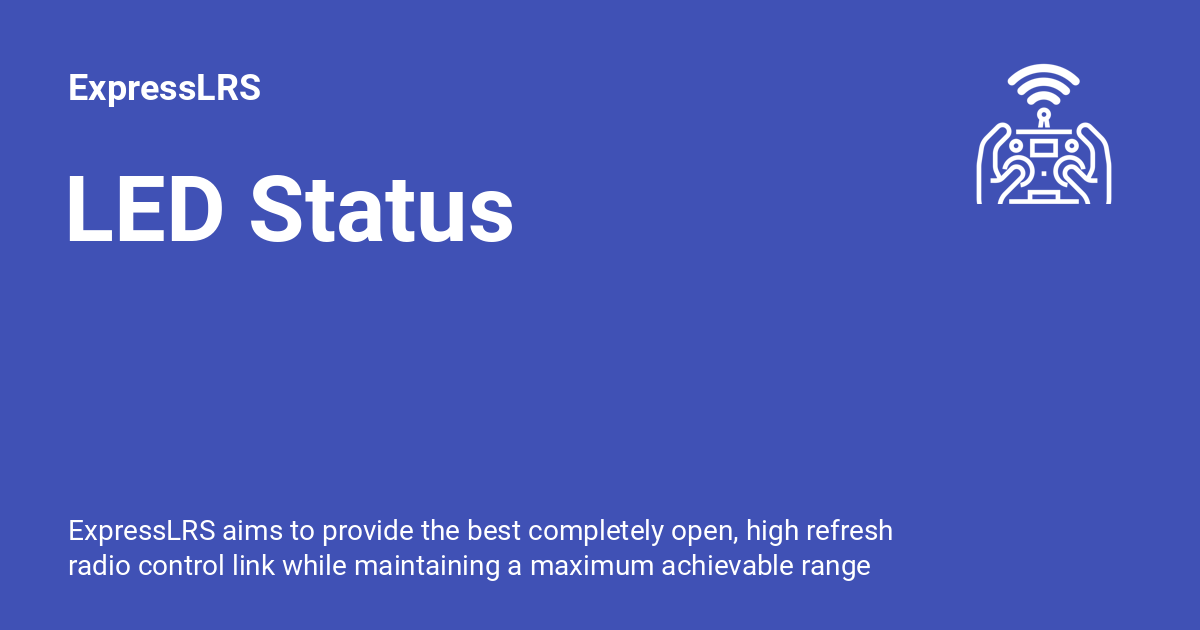 ExpressLRS
LED Status
ExpressLRS aims to provide the best completely open, high refresh
radio control link while maintaining a maximum achievable range